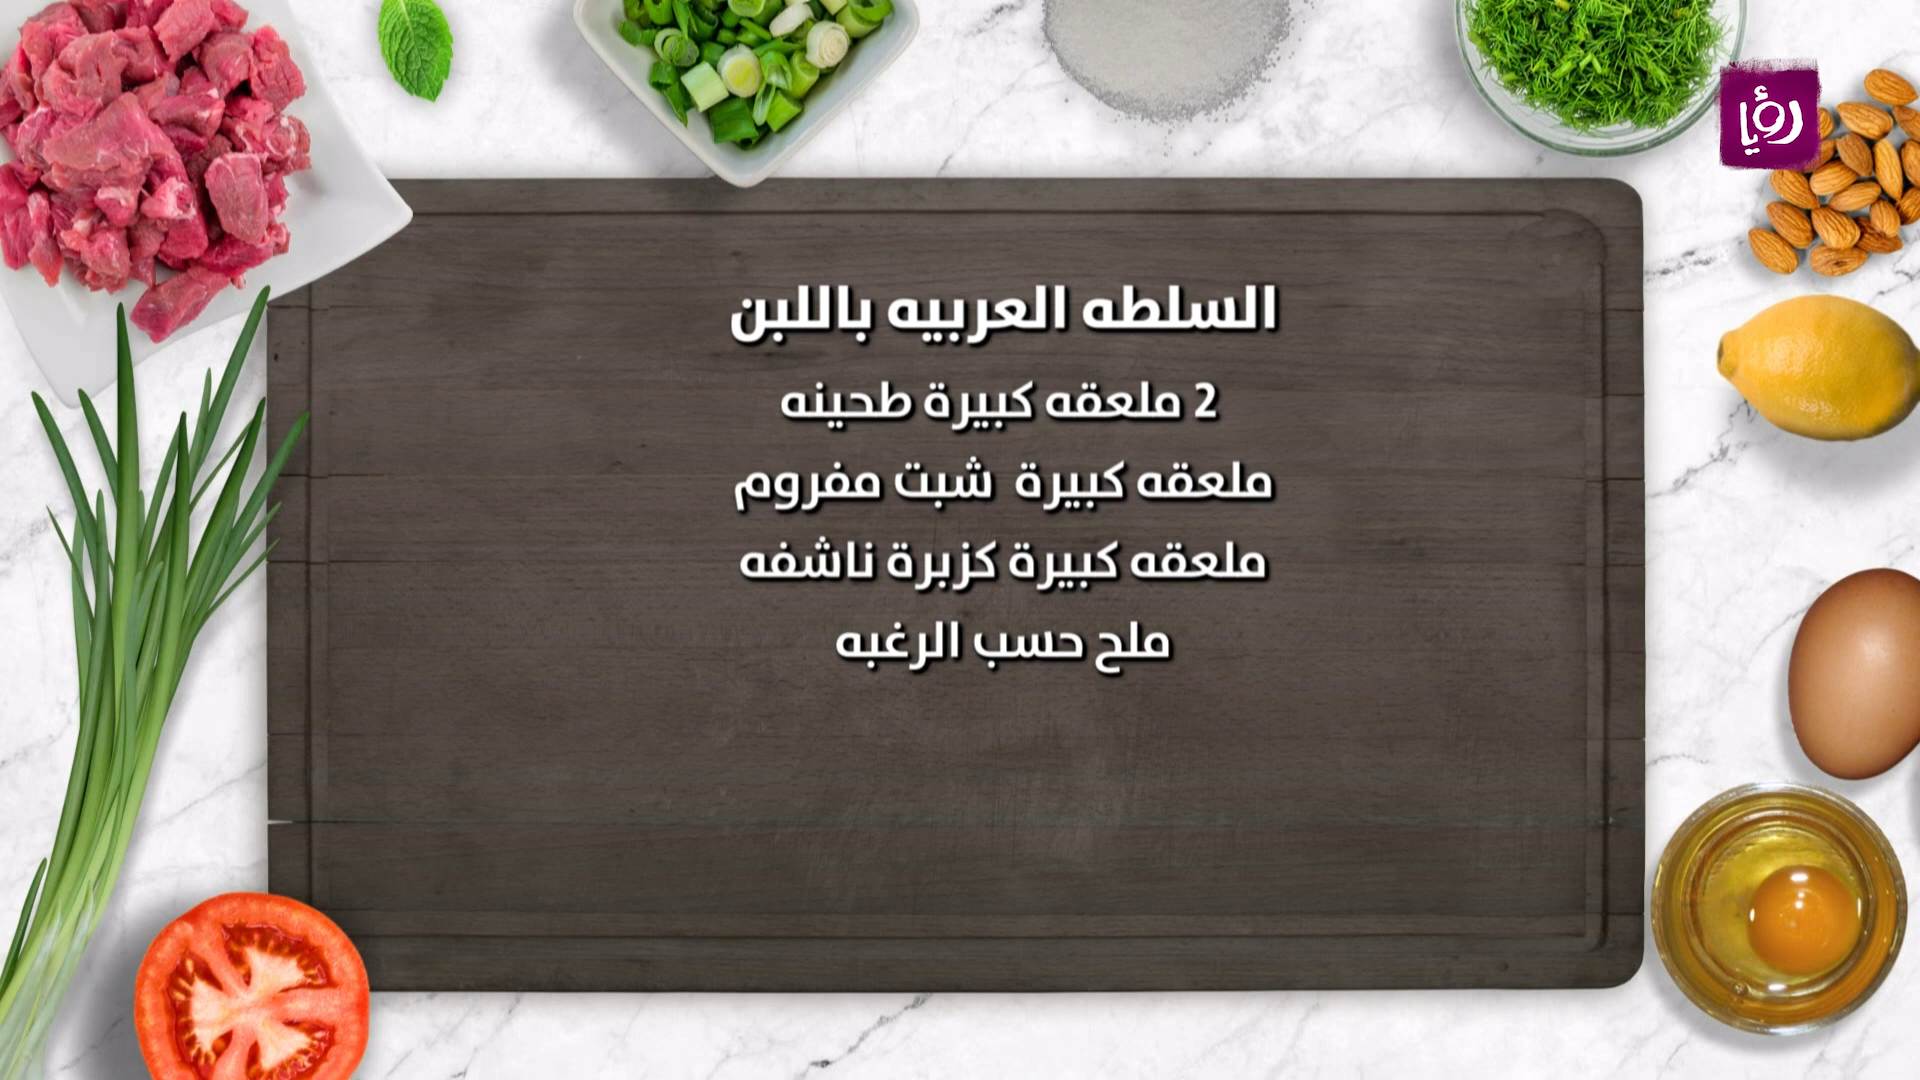 رؤيا
السلطه العربيه باللبن
2 ملعقه كبيرة طحينه
ملعقه كبيرة شبت مفروم
ملعقه كبيرة كزبرة ناشفه
ملح حسب الرغبه